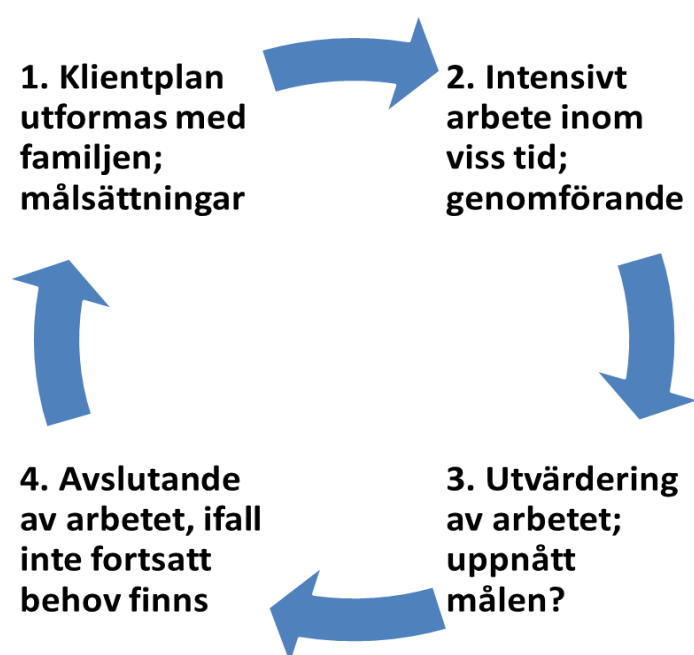 1. Klientplan
utformas med
familjen;
målsättningar
2. Intensivt
arbete inom
viss tid;
genomförande
3. Utvärdering
av arbetet;
uppnått
målen?
4. Avslutande
av arbetet, ifall
inte fortsatt
behov finns